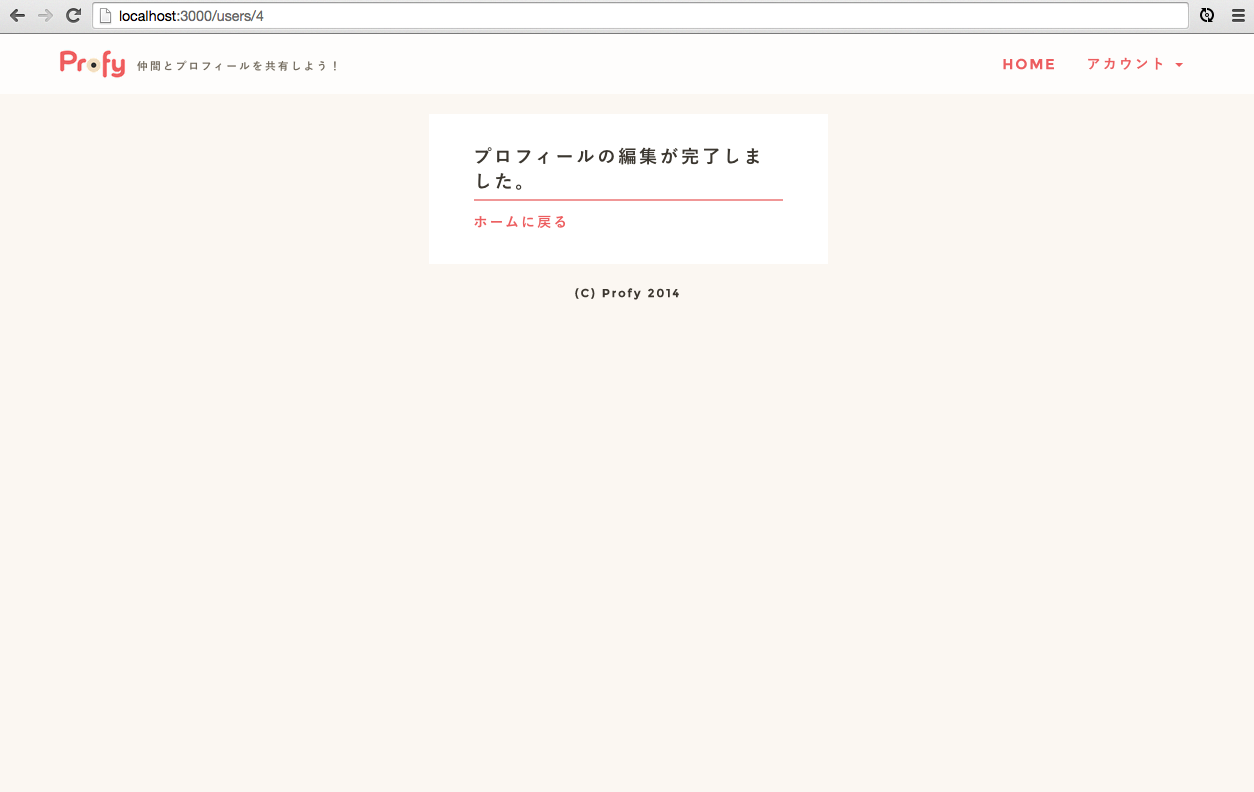 localhost:3000/users/4
Profy 仲間とプロフィールを共有しよう！ HOME アカウント
プロフィールの編集が完了しま
した。
ホームに戻る
(C) Profy 2014